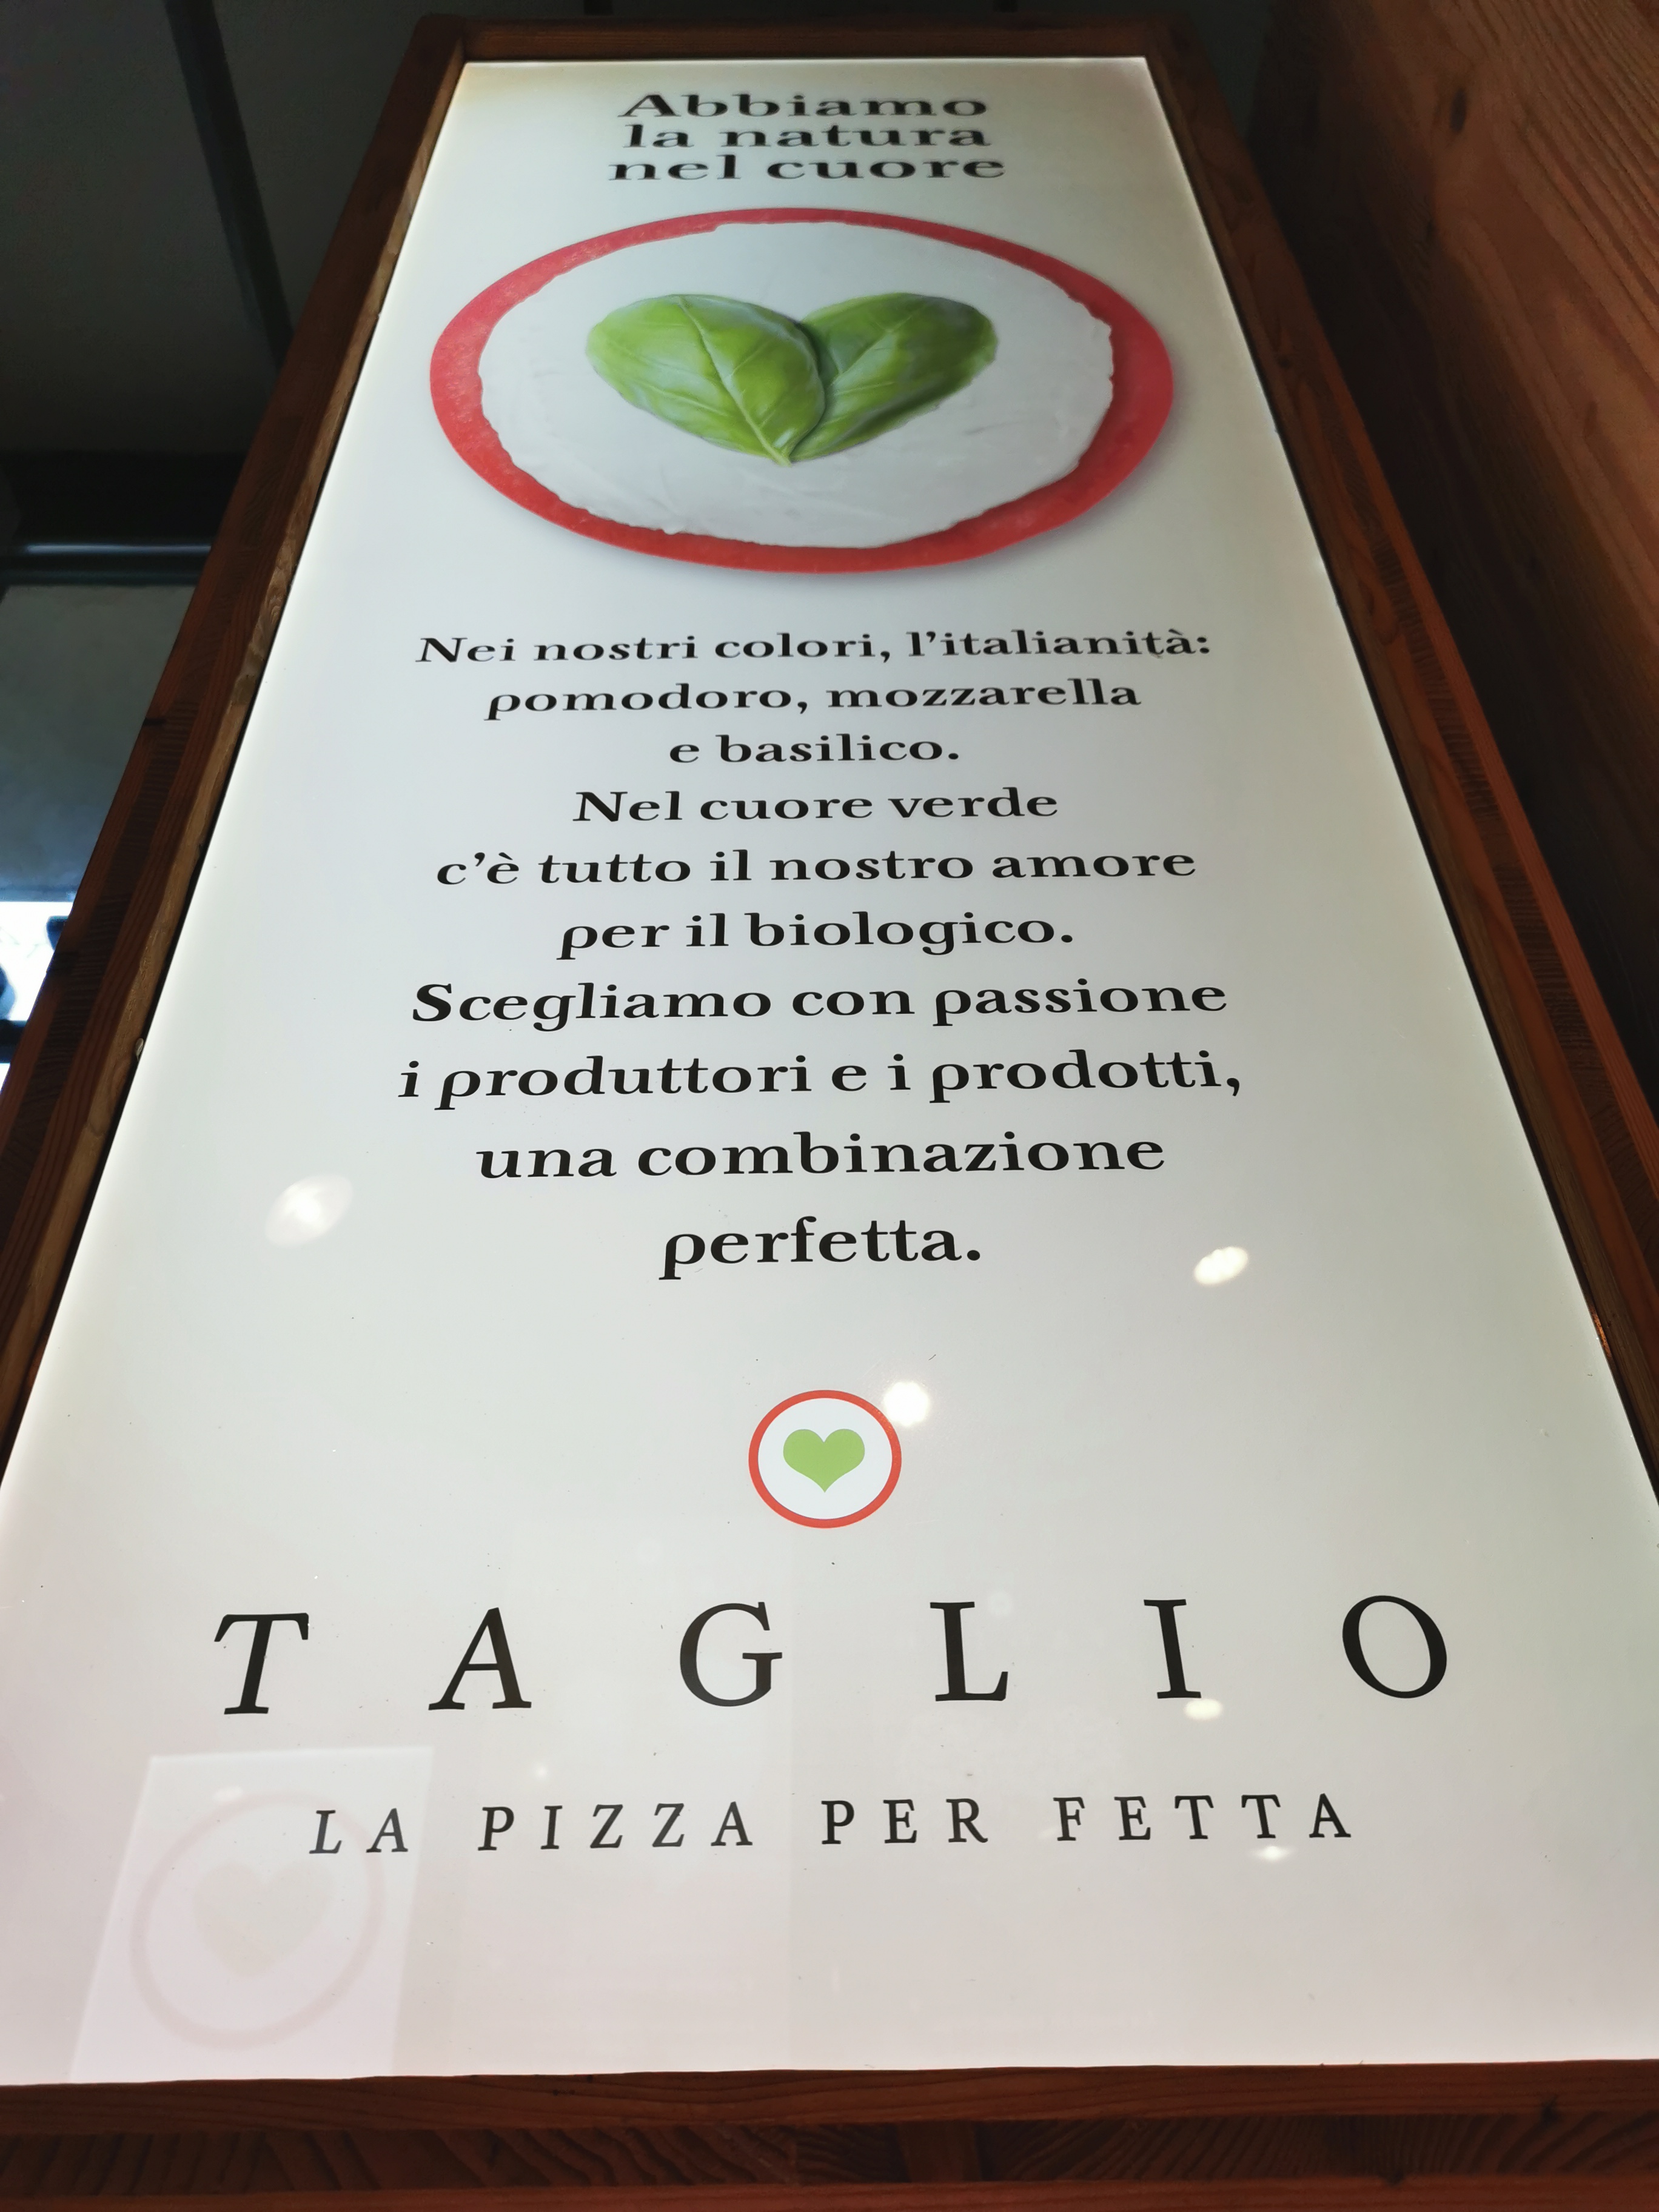 Abbiamo
la natura
nel cuore
Nei nostri colori, l’italianità:
pomodoro, mozzarella
e basilico.
Nel cuore verde
c’è tutto il nostro amore
per il biologico.
Scegliamo con passione
i produttori e i prodotti,
una combinazione
perfetta.
TAGLIO
LA PIZZA PER FETTA